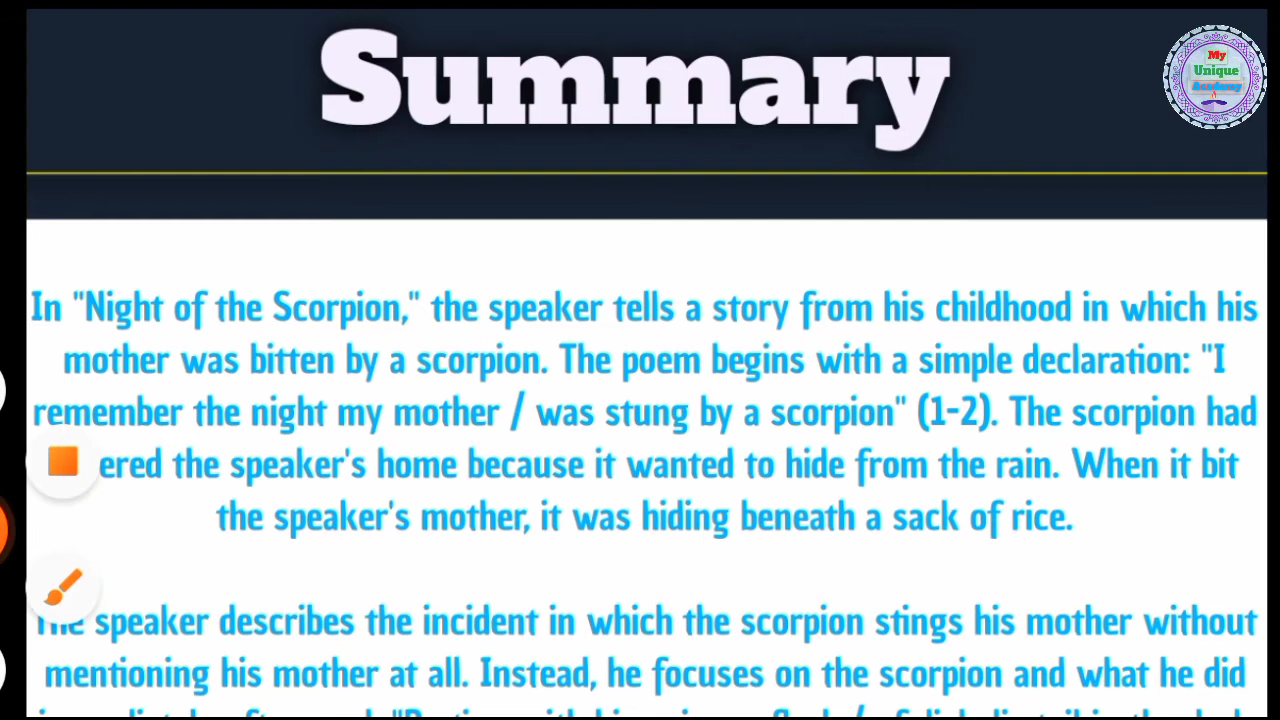 Summary
My
Unique
Academy
In "Night of the Scorpion," the speaker tells a story from his childhood in which his
mother was bitten by a scorpion. The poem begins with a simple declaration: "I
remember the night my mother / was stung by a scorpion" (1-2). The scorpion had
ered the speaker's home because it wanted to hide from the rain. When it bit
the speaker's mother, it was hiding beneath a sack of rice.
The speaker describes the incident in which the scorpion stings his mother without
mentioning his mother at all. Instead, he focuses on the scorpion and what he did